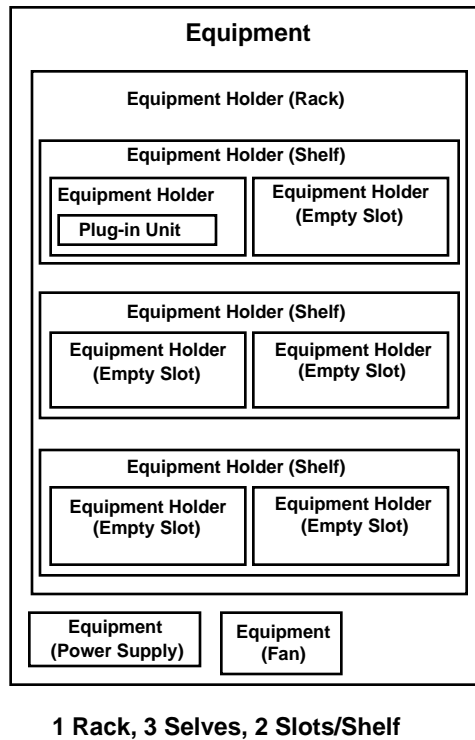 Equipment
Equipment Holder (Rack)
Equipment Holder (Shelf)
Equipment Holder
Plug-in Unit
Equipment Holder
(Empty Slot)
Equipment Holder (Shelf)
Equipment Holder
(Empty Slot)
Equipment Holder
(Empty Slot)
Equipment Holder (Shelf)
Equipment Holder
(Empty Slot)
Equipment Holder
(Empty Slot)
Equipment
(Power Supply)
Equipment
(Fan)
1 Rack, 3 Selves, 2 Slots/Shelf